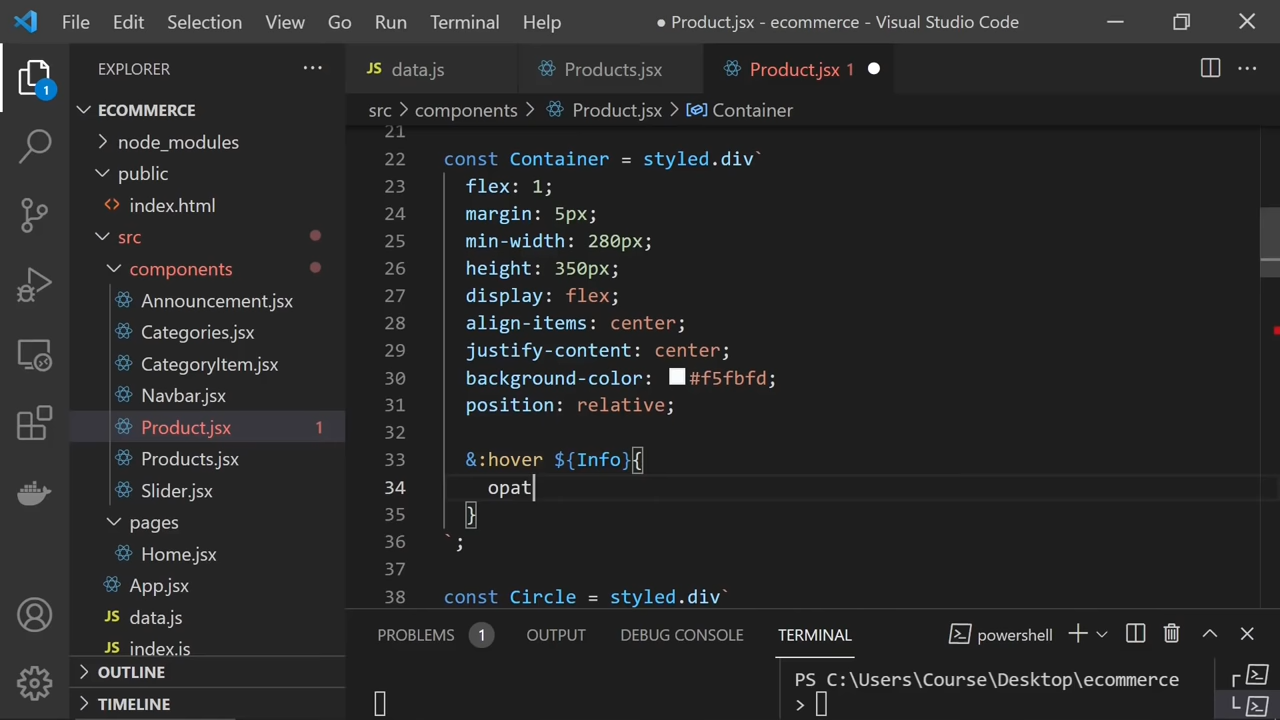 File Edit Selection View Go Run Terminal Help ● Product.jsx - ecommerce - Visual Studio Code
EXPLORER ...
JS data.js Products.jsx Product.jsx 1 ● ...
src > components > Product.jsx > Container
1
ECOMMERCE
node_modules
public
<> index.html
src
components
Announcement.jsx
Categories.jsx
CategoryItem.jsx
Navbar.jsx
Product.jsx 1
Products.jsx
Slider.jsx
pages
Home.jsx
App.jsx
JS data.js
index.js
OUTLINE
TIMELINE
21
22 const Container = styled.div`
23 flex: 1;
24 margin: 5px;
25 min-width: 280px;
26 height: 350px;
27 display: flex;
28 align-items: center;
29 justify-content: center;
30 background-color: #f5fbfd;
31 position: relative;
32
33 &:hover ${Info}{
34 opat
35 }
36 `;
37
38 const Circle = styled.div`
PROBLEMS 1 OUTPUT DEBUG CONSOLE TERMINAL powershell
PS C:\Users\Course\Desktop\ecommerce
>